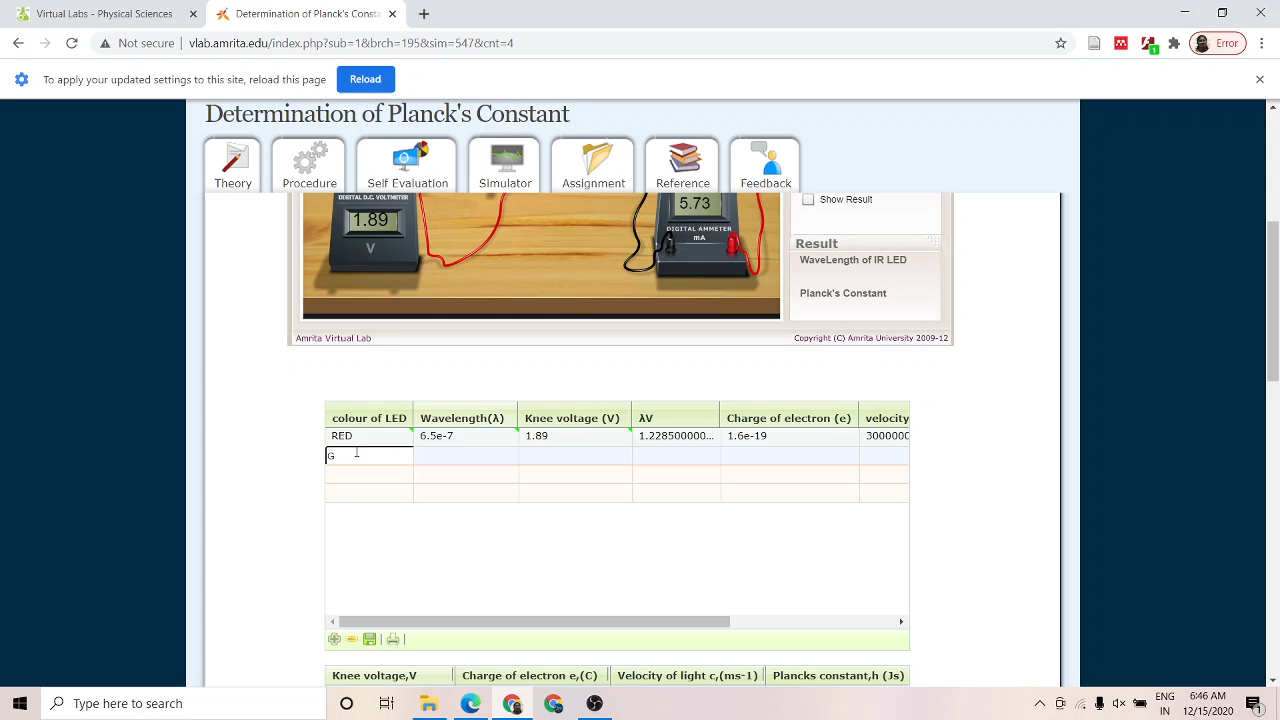 Virtual Labs – Physical Sciences
Determination of Planck's Consta
Error
Not secure
vlab.amrita.edu/index.php?sub=1&brch=195&sim=547&cnt=4
1
To apply your updated settings to this site, reload this page
Reload
Determination of Planck's Constant
Theory
Procedure
Self Evaluation
Simulator
Assignment
Reference
Feedback
DIGITAL D.C. VOLTMETER
1.89
V
5.73
DIGITAL AMMETER
mA
Show Result
Result
WaveLength of IR LED
Planck's Constant
Amrita Virtual Lab
Copyright (C) Amrita University 2009-12
colour of LED Wavelength(λ) Knee voltage (V) λV Charge of electron (e) velocity
RED 6.5e-7 1.89 1.228500000... 1.6e-19 3000000
G
Knee voltage,V Charge of electron e,(C) Velocity of light c,(ms-1) Plancks constant,h (Js)
Type here to search
ENG
IN
6:46 AM
12/15/2020
1